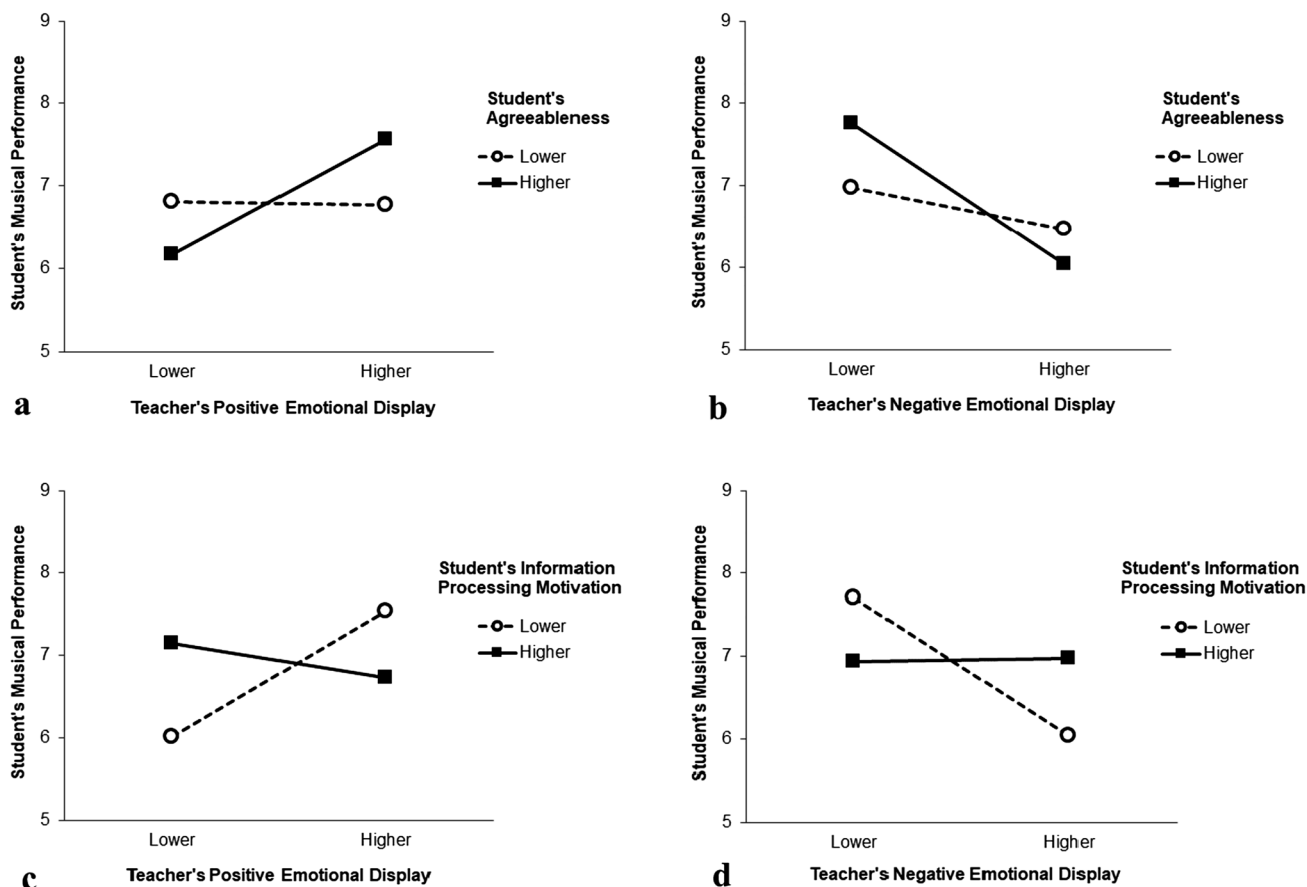 9
8
7
6
5
Student's Musical Performance
Student's
Agreeableness
Lower
Higher
Lower
Higher
Teacher's Positive Emotional Display
a
9
8
7
6
5
Student's Musical Performance
Student's
Agreeableness
Lower
Higher
Lower
Higher
Teacher's Negative Emotional Display
b
9
8
7
6
5
Student's Musical Performance
Student's Information
Processing Motivation
Lower
Higher
Lower
Higher
Teacher's Positive Emotional Display
c
9
8
7
6
5
Student's Musical Performance
Student's Information
Processing Motivation
Lower
Higher
Lower
Higher
Teacher's Negative Emotional Display
d